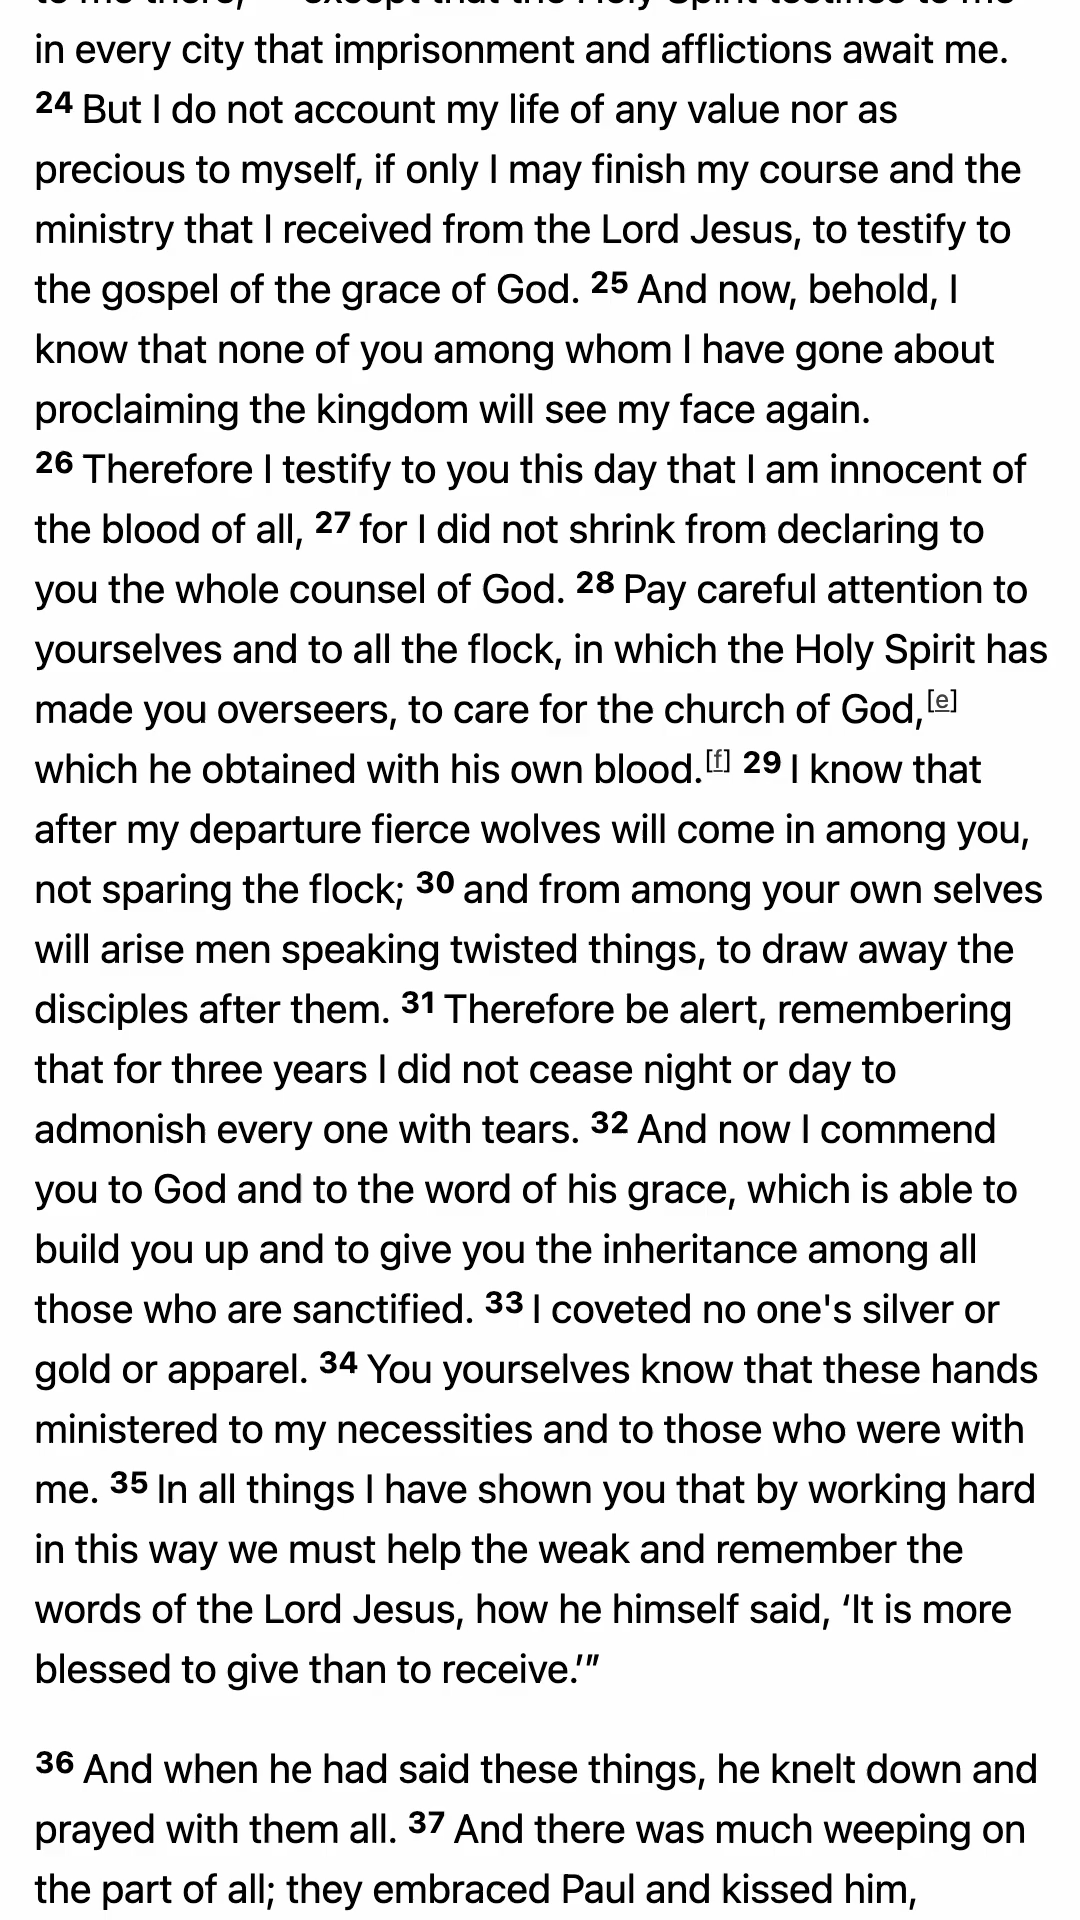 to me there, except that the Holy Spirit testifies to me
in every city that imprisonment and afflictions await me.
24 But I do not account my life of any value nor as
precious to myself, if only I may finish my course and the
ministry that I received from the Lord Jesus, to testify to
the gospel of the grace of God. 25 And now, behold, I
know that none of you among whom I have gone about
proclaiming the kingdom will see my face again.
26 Therefore I testify to you this day that I am innocent of
the blood of all, 27 for I did not shrink from declaring to
you the whole counsel of God. 28 Pay careful attention to
yourselves and to all the flock, in which the Holy Spirit has
made you overseers, to care for the church of God,[e]
which he obtained with his own blood.[f] 29 I know that
after my departure fierce wolves will come in among you,
not sparing the flock; 30 and from among your own selves
will arise men speaking twisted things, to draw away the
disciples after them. 31 Therefore be alert, remembering
that for three years I did not cease night or day to
admonish every one with tears. 32 And now I commend
you to God and to the word of his grace, which is able to
build you up and to give you the inheritance among all
those who are sanctified. 33 I coveted no one's silver or
gold or apparel. 34 You yourselves know that these hands
ministered to my necessities and to those who were with
me. 35 In all things I have shown you that by working hard
in this way we must help the weak and remember the
words of the Lord Jesus, how he himself said, ‘It is more
blessed to give than to receive.’”
36 And when he had said these things, he knelt down and
prayed with them all. 37 And there was much weeping on
the part of all; they embraced Paul and kissed him,